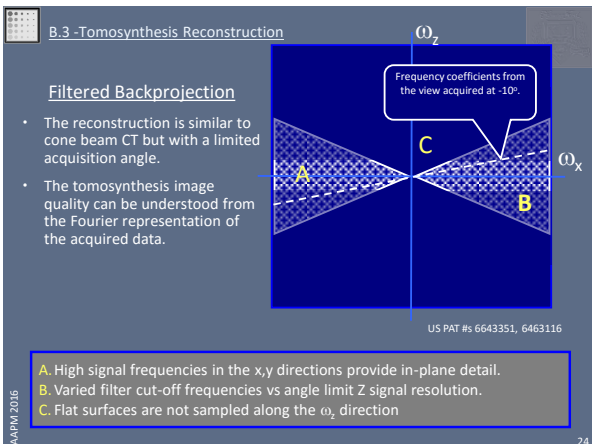 B.3 -Tomosynthesis Reconstruction
Filtered Backprojection
• The reconstruction is similar to
cone beam CT but with a limited
acquisition angle.
• The tomosynthesis image
quality can be understood from
the Fourier representation of
the acquired data.
ωz
Frequency coefficients from
the view acquired at -10º.
C
ωx
A
B
US PAT #s 6643351, 6463116
A. High signal frequencies in the x,y directions provide in-plane detail.
B. Varied filter cut-off frequencies vs angle limit Z signal resolution.
C. Flat surfaces are not sampled along the ωz direction
AAPM 2016
24